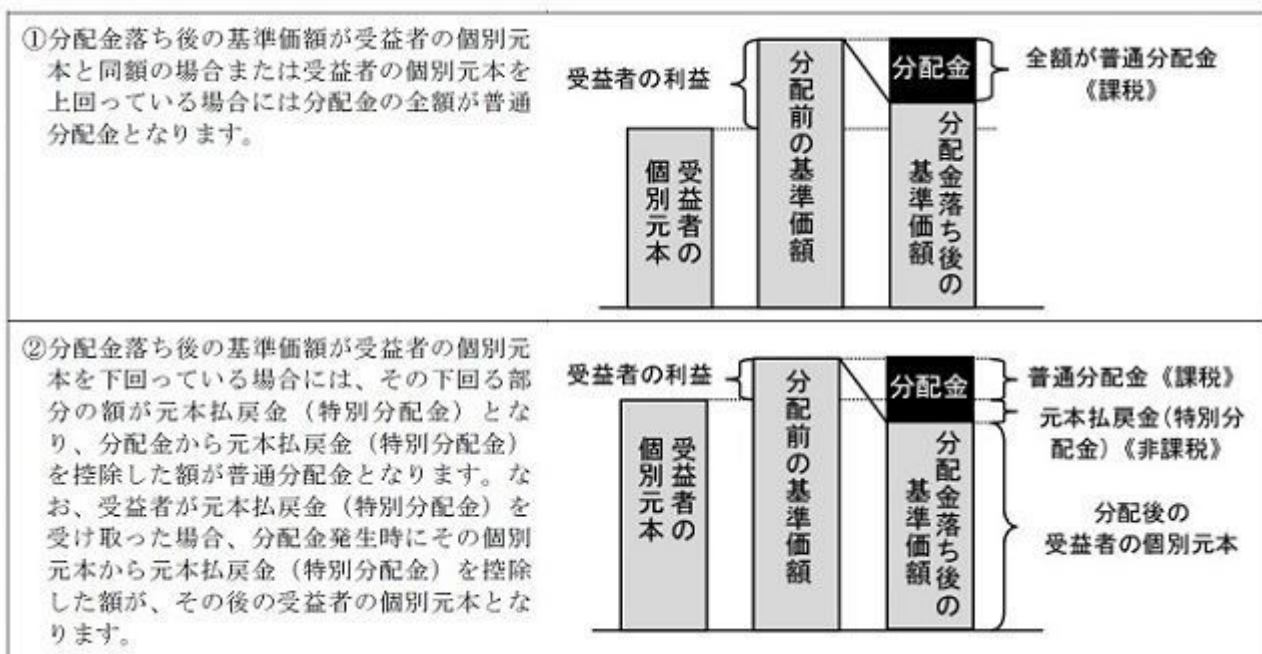 ①分配金落ち後の基準価額が受益者の個別元
本と同額の場合または受益者の個別元本を
上回っている場合には分配金の全額が普通
分配金となります。
受益者の利益
受益者の
個別元本
分配前の基準価額
分配金
分配金落ち後の
基準価額
全額が普通分配金
《課税》
②分配金落ち後の基準価額が受益者の個別元
本を下回っている場合には、その下回る部
分の額が元本払戻金（特別分配金）とな
り、分配金から元本払戻金（特別分配金）
を控除した額が普通分配金となります。な
お、受益者が元本払戻金（特別分配金）を
受け取った場合、分配金発生時にその個別
元本から元本払戻金（特別分配金）を控除
した額が、その後の受益者の個別元本とな
ります。
受益者の利益
受益者の
個別元本
分配前の基準価額
分配金
分配金落ち後の
基準価額
普通分配金《課税》
元本払戻金(特別分
配金)《非課税》
分配後の
受益者の個別元本